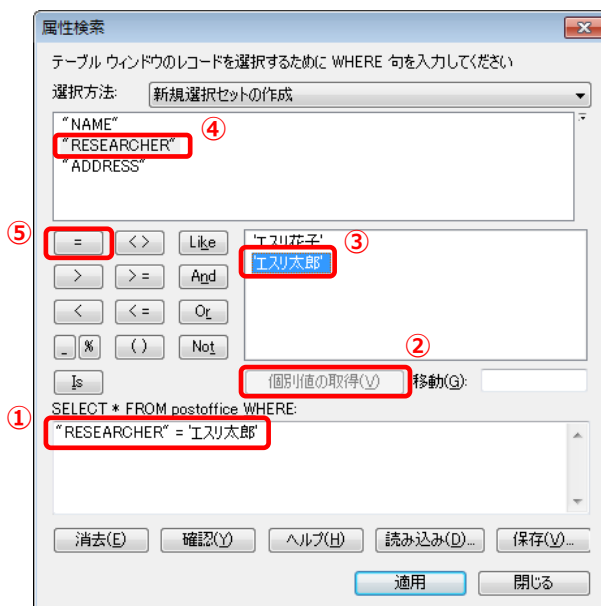 属性検索
テーブル ウィンドウのレコードを選択するために WHERE 句を入力してください
選択方法: 新規選択セットの作成
"NAME"
④
"RESEARCHER"
"ADDRESS"
⑤ = <> Like
'エスリ花子' ③
'エスリ太郎'
> >= And
< <= Or
_ % () Not
②
Is 個別値の取得(V) 移動(G):
① SELECT * FROM postoffice WHERE:
"RESEARCHER" = 'エスリ太郎'
消去(E) 確認(Y) ヘルプ(H) 読み込み(D)... 保存(V)...
適用 閉じる